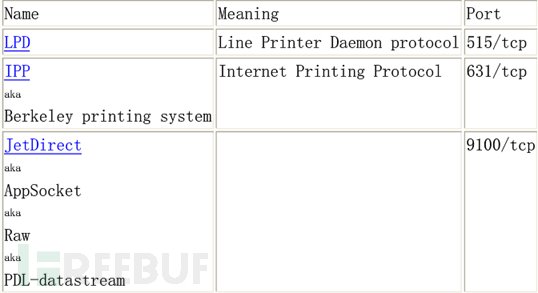 Name Meaning Port
LPD Line Printer Daemon protocol 515/tcp
IPP Internet Printing Protocol 631/tcp
aka
Berkeley printing system
JetDirect 9100/tcp
aka
AppSocket
aka
Raw
aka
PDL-datastream
REEBUF